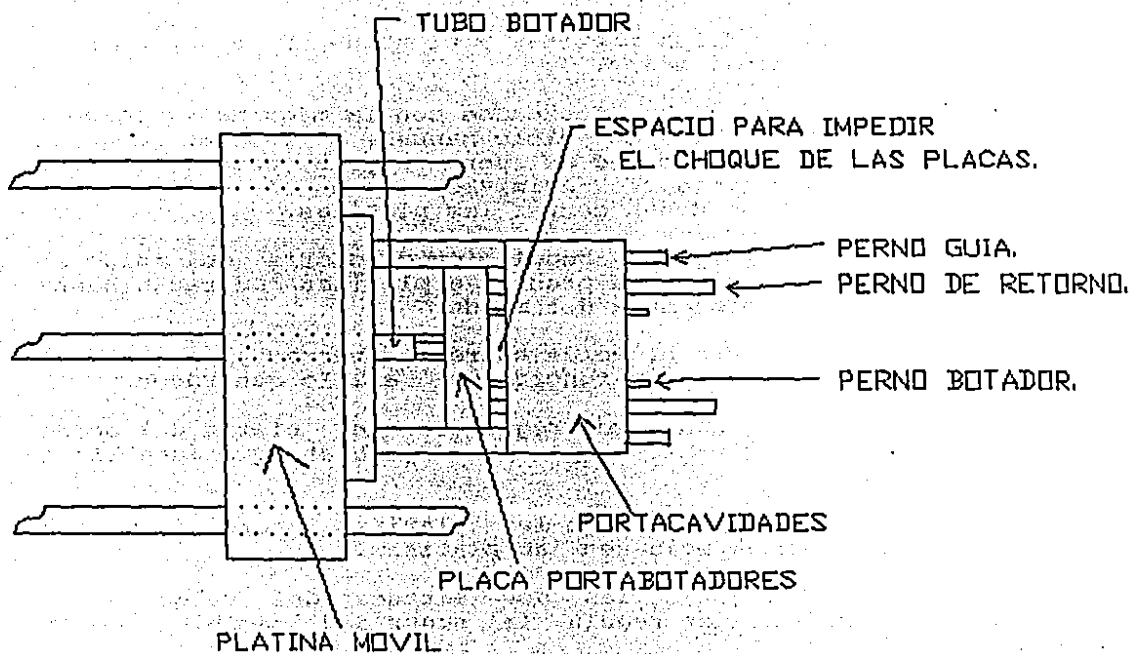 TUBO BOTADOR
ESPACIO PARA IMPEDIR
EL CHOQUE DE LAS PLACAS.
PERNO GUIA.
PERNO DE RETORNO.
PERNO BOTADOR.
PORTACAVIDADES
PLACA PORTABOTADORES
PLATINA MOVIL